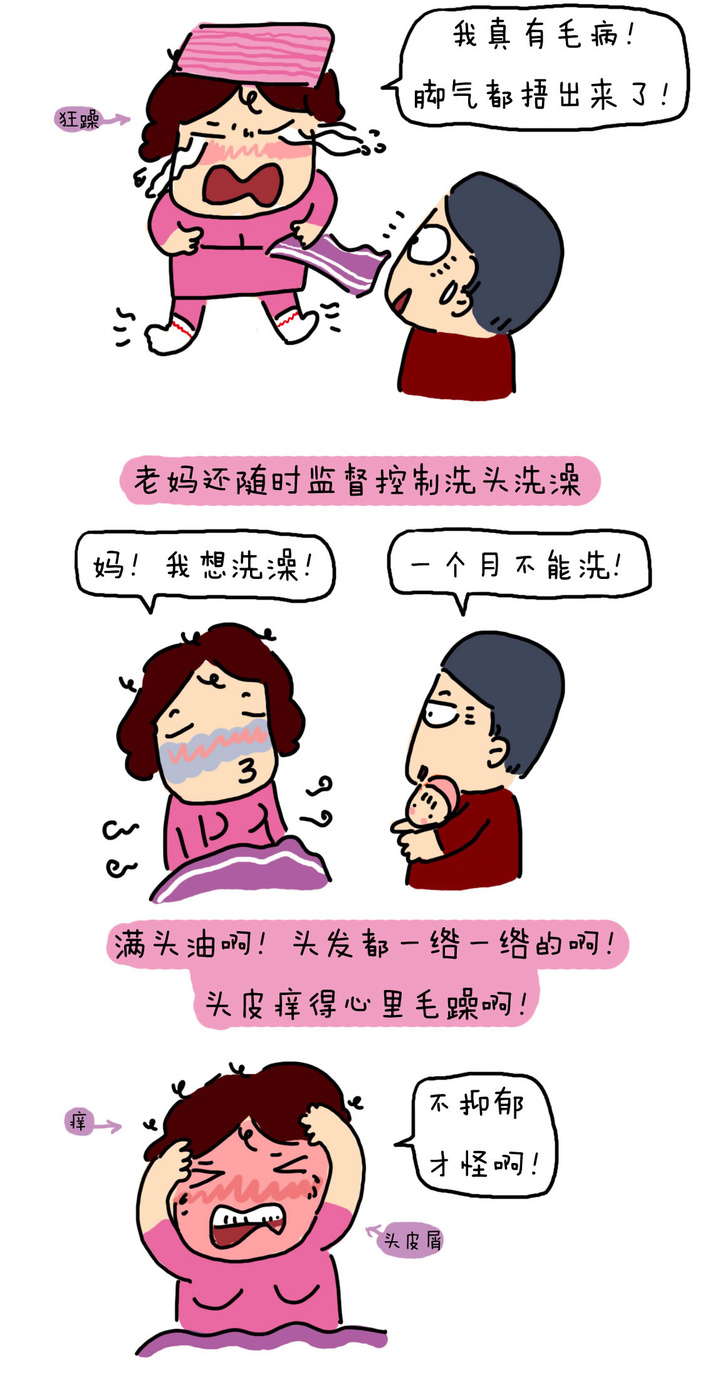 我真有毛病！
脚气都捂出来了！
狂躁
老妈还随时监督控制洗头洗澡
妈！我想洗澡！
一个月不能洗！
满头油啊！头发都一绺一绺的啊！
头皮痒得心里毛躁啊！
痒
不抑郁
才怪啊！
头皮屑